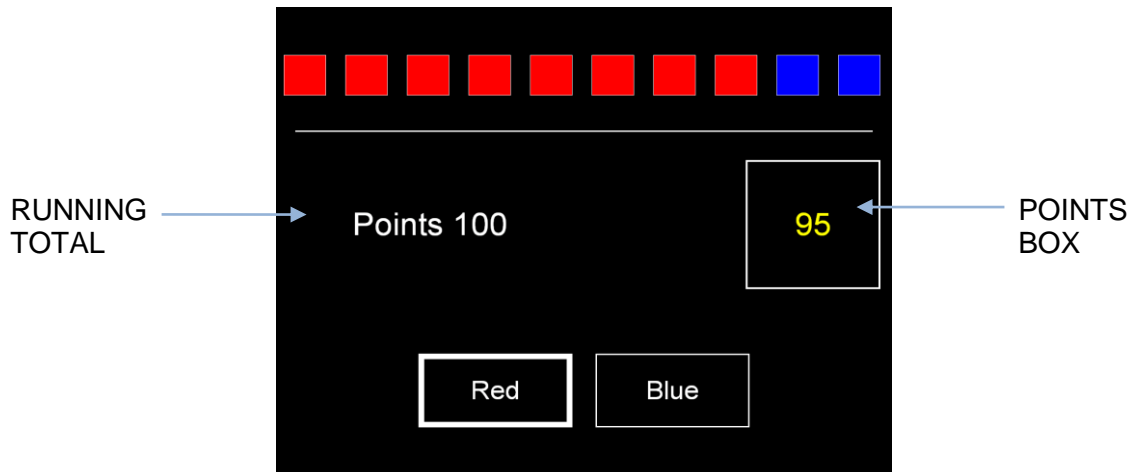 RUNNING
TOTAL
Points 100
95
POINTS
BOX
Red
Blue